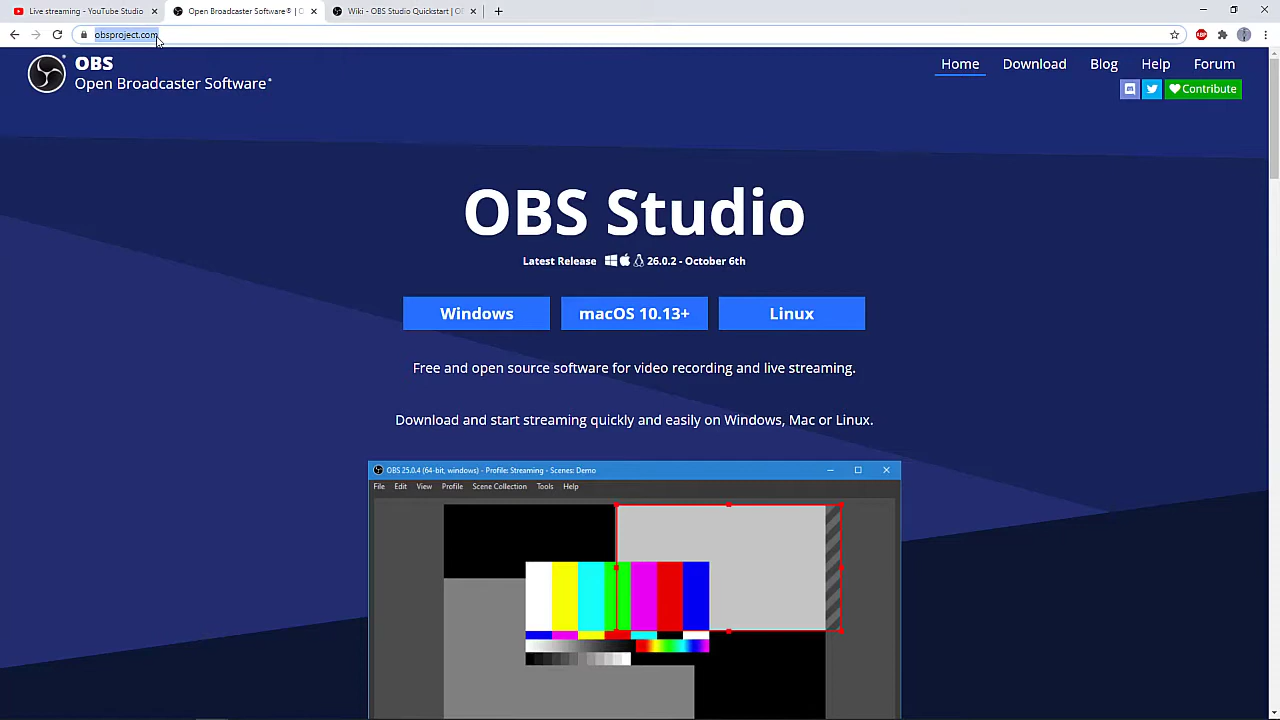 Live streaming - YouTube Studio
Open Broadcaster Software® | O
Wiki - OBS Studio Quickstart | OB
obsproject.com
ABP
OBS
Open Broadcaster Software®
Home
Download
Blog
Help
Forum
Contribute
OBS Studio
Latest Release 26.0.2 - October 6th
Windows
macOS 10.13+
Linux
Free and open source software for video recording and live streaming.
Download and start streaming quickly and easily on Windows, Mac or Linux.
OBS 25.0.4 (64-bit, windows) - Profile: Streaming - Scenes: Demo
File Edit View Profile Scene Collection Tools Help